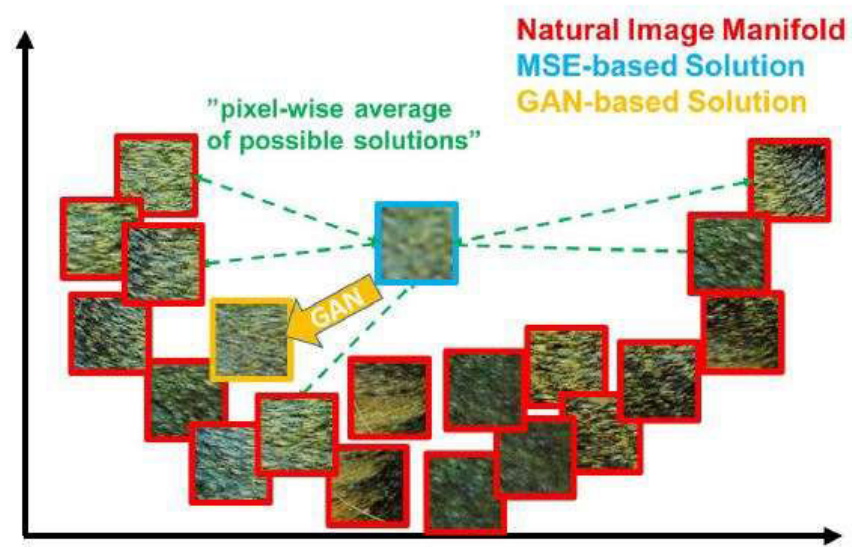 Natural Image Manifold
MSE-based Solution
GAN-based Solution
”pixel-wise average
of possible solutions”
GAN